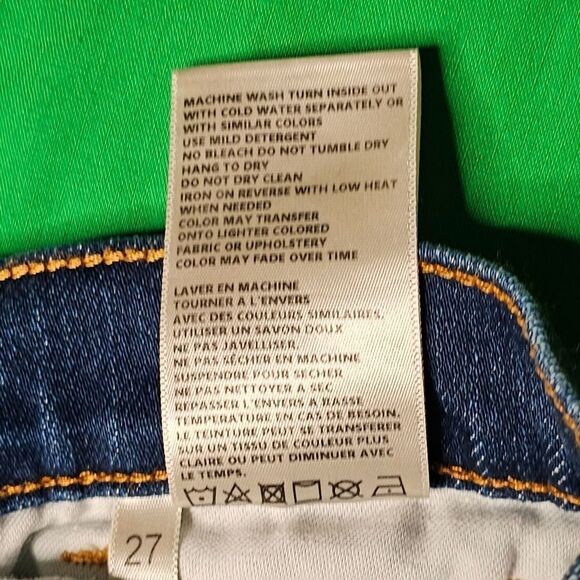 MACHINE WASH TURN INSIDE OUT
WITH COLD WATER SEPARATELY OR
WITH SIMILAR COLORS
USE MILD DETERGENT
NO BLEACH DO NOT TUMBLE DRY
HANG TO DRY
DO NOT DRY CLEAN
IRON ON REVERSE WITH LOW HEAT
WHEN NEEDED
COLOR MAY TRANSFER
ONTO LIGHTER COLORED
FABRIC OR UPHOLSTERY
COLOR MAY FADE OVER TIME
LAVER EN MACHINE
TOURNER A L'ENVERS
AVEC DES COULEURS SIMILAIRES.
UTILISER UN SAVON DOUX
NE PAS JAVELLISER.
NE PAS SÉCHER EN MACHINE
SUSPENDRE POUR SÉCHER
NE PAS NETTOYER A SEC
REPASSER L'ENVERS A BASSE
TEMPERATURE EN CAS DE BESOIN.
LE TEINTURE PEUT SE TRANSFERER
SUR UN TISSU DE COULEUR PLUS
CLAIRE OU PEUT DIMINUER AVEC
LE TEMPS.
27